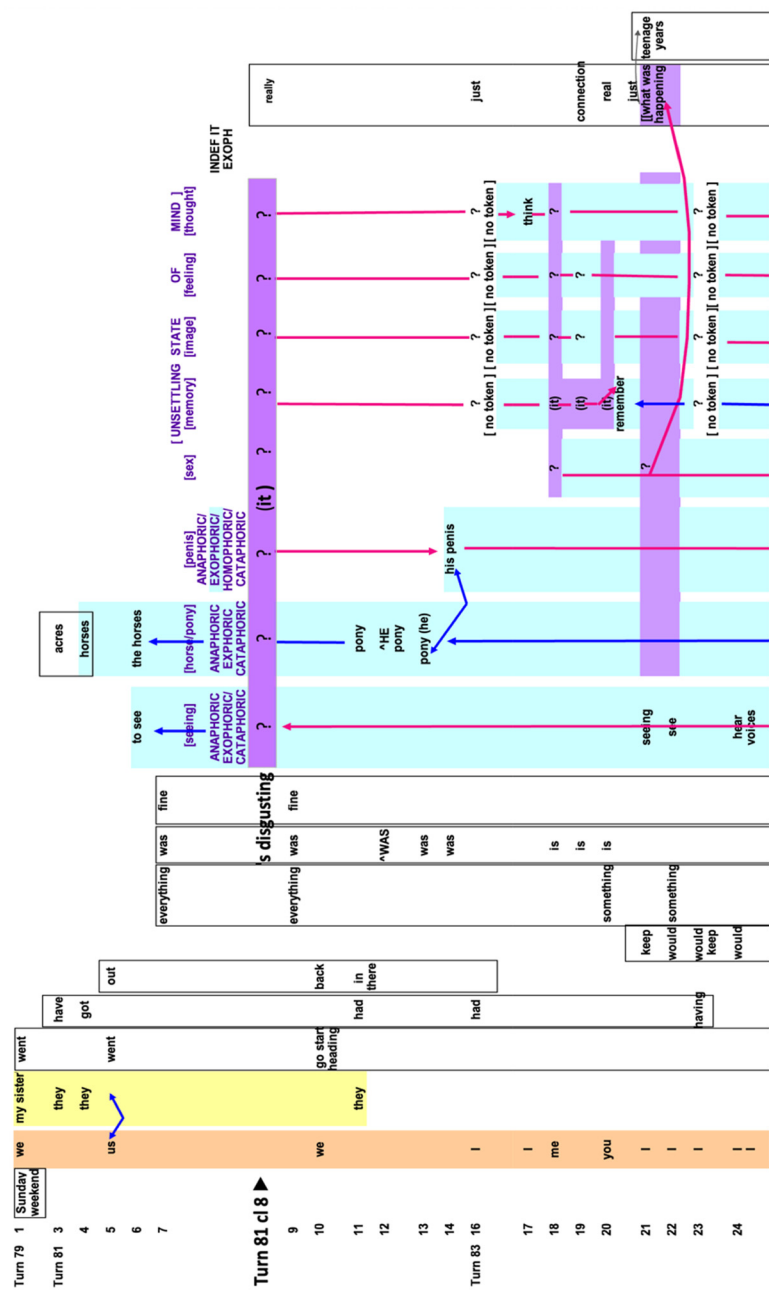 Turn 79 1 Sunday we my sister went
weekend
Turn 81 3 they have acres
4 they got horses
5 us went out
6 to see the horses
7 everything was fine
[ UNSETTLING STATE OF MIND ]
[seeing] [horse/pony] [penis] [sex] [memory] [image] [feeling] [thought]
ANAPHORIC ANAPHORIC ANAPHORIC/
EXOPHORIC/ EXPHORIC EXOPHORIC/ INDEF IT
CATAPHORIC CATAPHORIC HOMOPHORIC/ EXOPH
CATAPHORIC
Turn 81 cl 8 ► 's disgusting ? ? ? (it ) ? ? ? ? ? really
9 everything was fine
10 we go start back
heading
11 they had in pony
there
12 ^WAS ^HE
pony
13 was pony (he)
14 was his penis
Turn 83 16 I had ? ? ? ? just
[ no token ] [ no token ] [ no token ] [ no token ]
17 I think
18 me is ? (it) ? ? ?
19 is (it) ? ? connection
20 you something is (it) real
remember
21 I keep seeing ? just teenage
[[what was years
22 I would something see happening
23 I would having ? ? ? ? ?
keep [ no token ] [ no token ] [ no token ] [ no token ]
24 I would hear
I voices